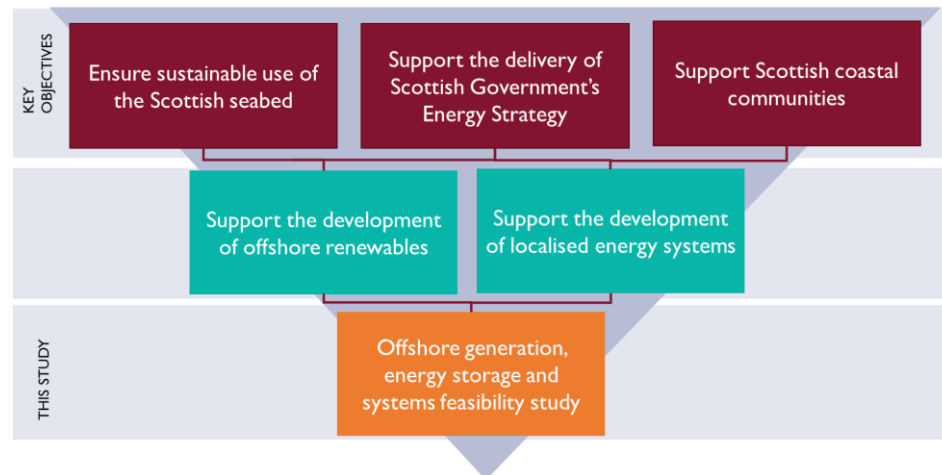 KEY
OBJECTIVES
Ensure sustainable use of
the Scottish seabed
Support the delivery of
Scottish Government's
Energy Strategy
Support Scottish coastal
communities
Support the development
of offshore renewables
Support the development
of localised energy systems
THIS STUDY
Offshore generation,
energy storage and
systems feasibility study